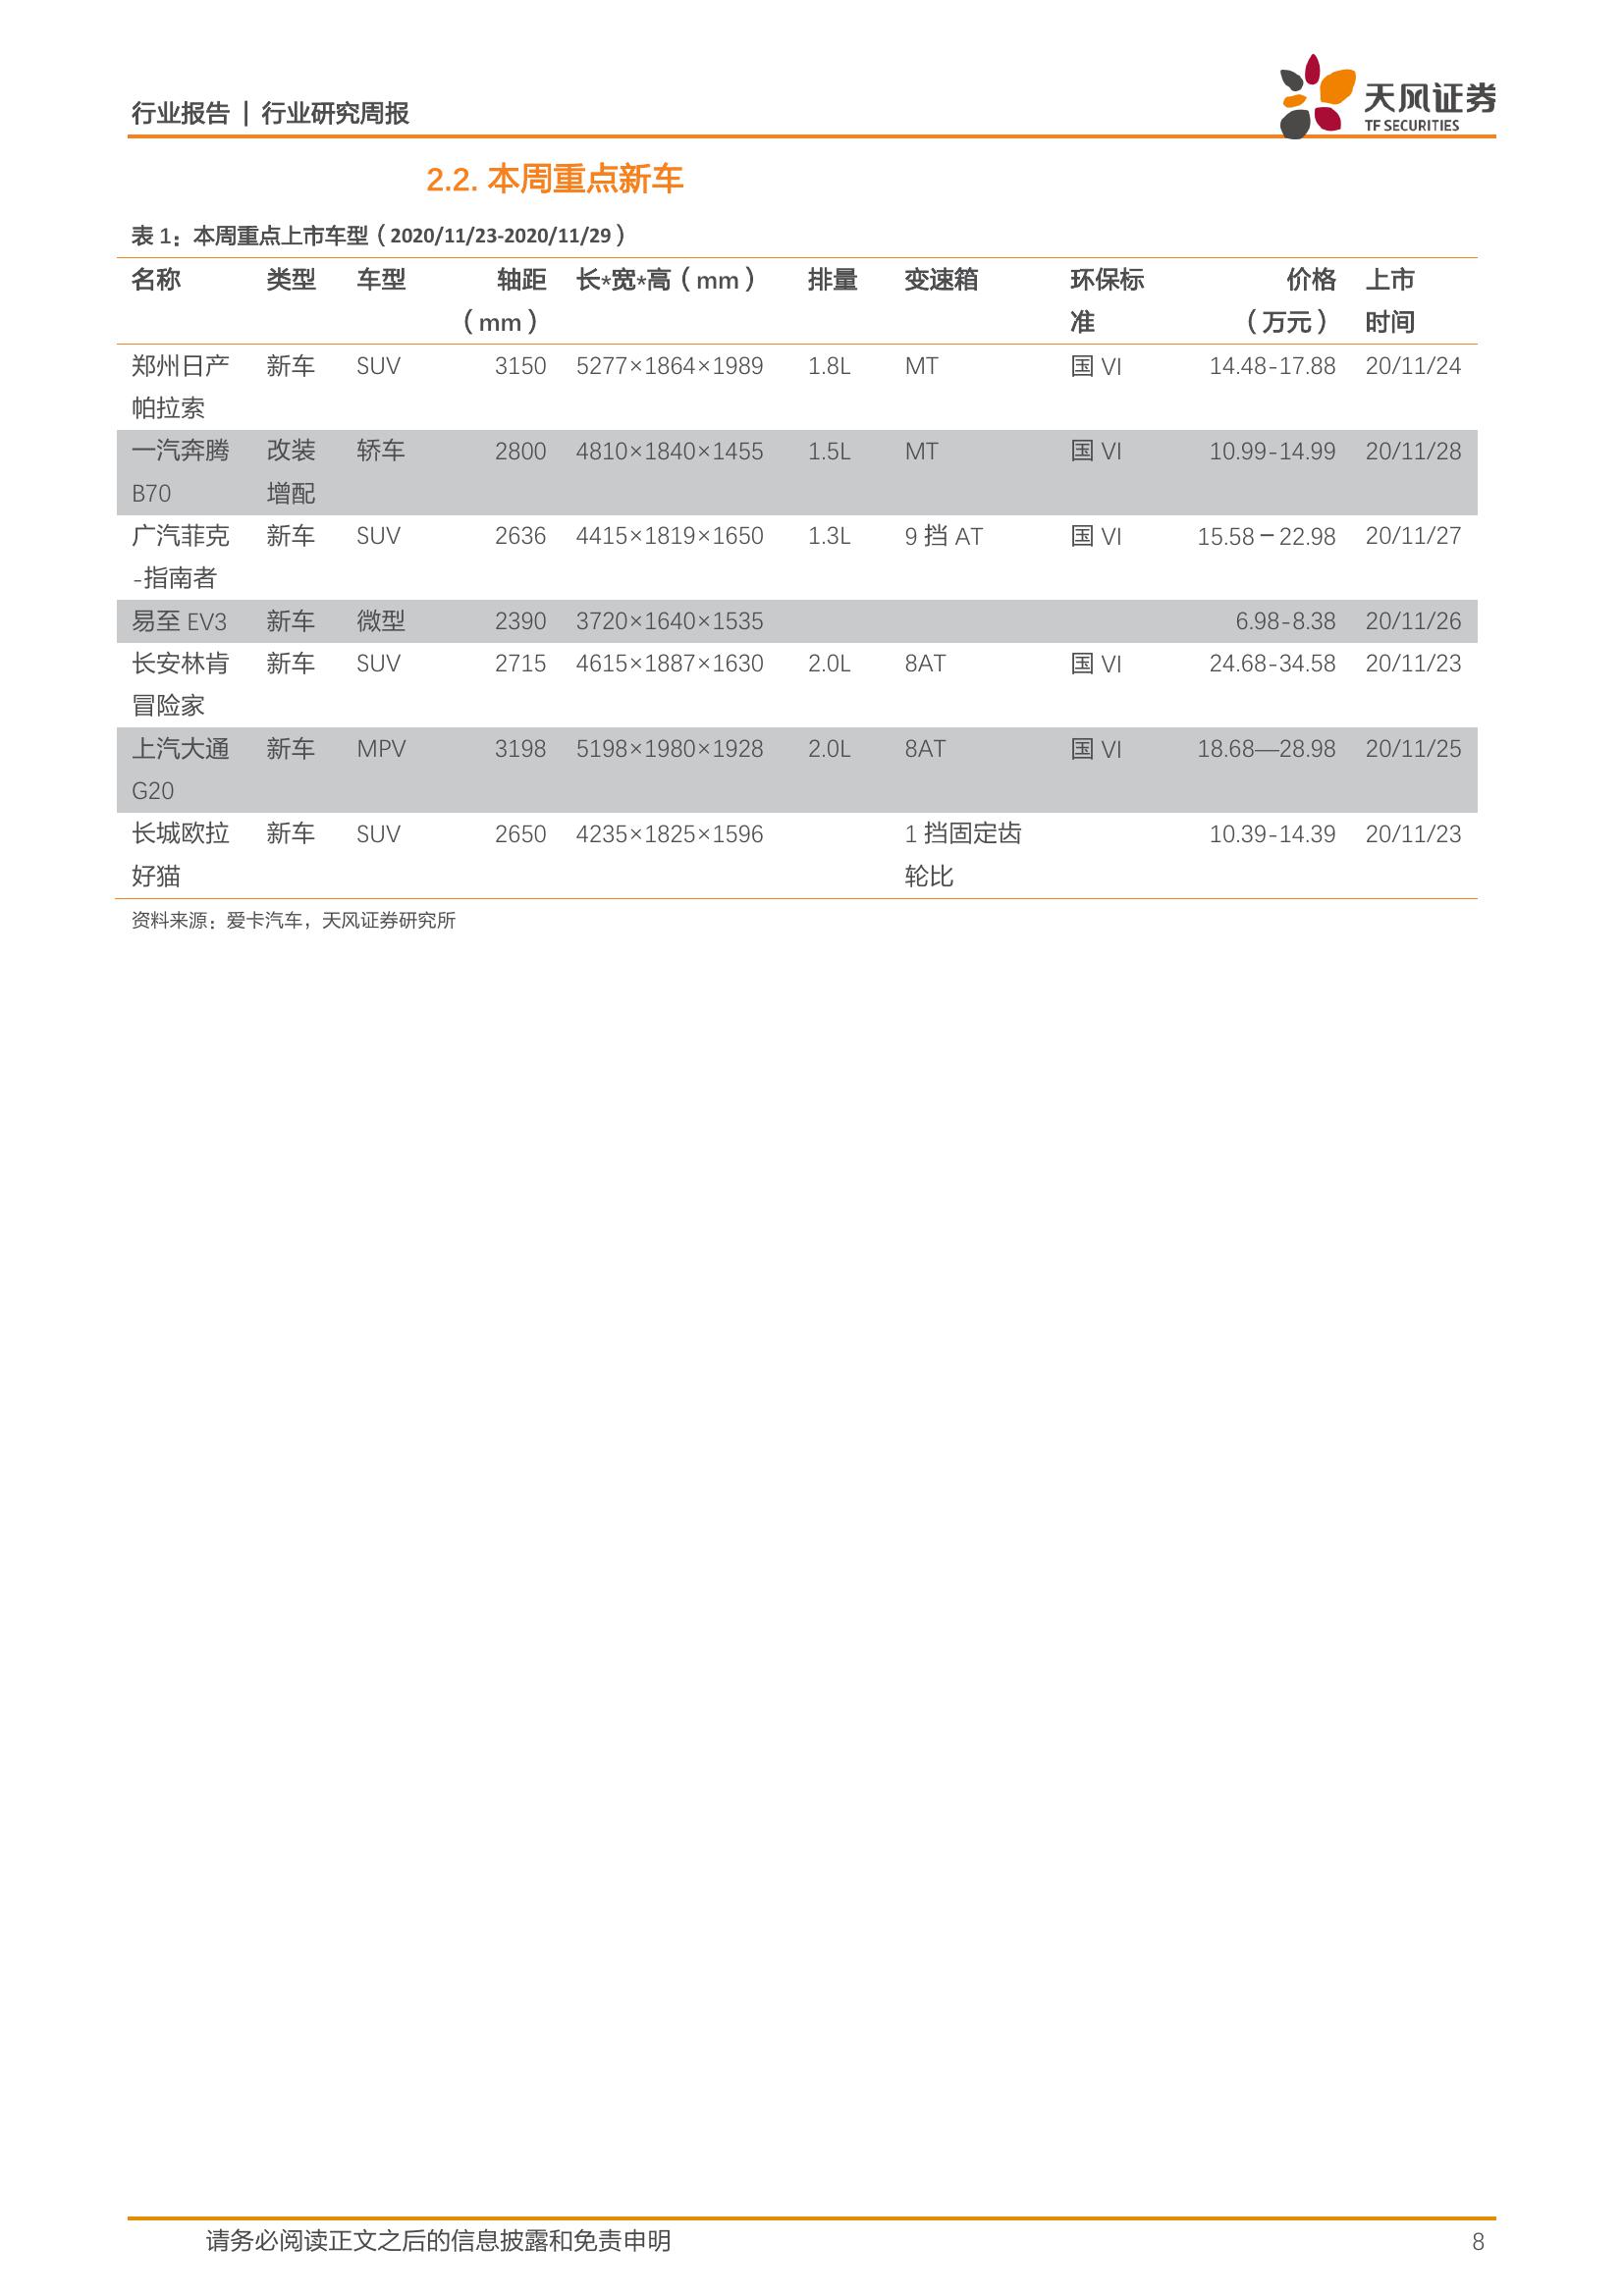 行业报告 | 行业研究周报
天风证券
TF SECURITIES
2.2. 本周重点新车
表 1：本周重点上市车型（2020/11/23-2020/11/29）
名称 类型 车型 轴距 长*宽*高（mm） 排量 变速箱 环保标 价格 上市
（mm） 准 （万元） 时间
郑州日产 新车 SUV 3150 5277×1864×1989 1.8L MT 国 VI 14.48-17.88 20/11/24
帕拉索
一汽奔腾 改装 轿车 2800 4810×1840×1455 1.5L MT 国 VI 10.99-14.99 20/11/28
B70 增配
广汽菲克 新车 SUV 2636 4415×1819×1650 1.3L 9 挡 AT 国 VI 15.58－22.98 20/11/27
-指南者
易至 EV3 新车 微型 2390 3720×1640×1535 6.98-8.38 20/11/26
长安林肯 新车 SUV 2715 4615×1887×1630 2.0L 8AT 国 VI 24.68-34.58 20/11/23
冒险家
上汽大通 新车 MPV 3198 5198×1980×1928 2.0L 8AT 国 VI 18.68—28.98 20/11/25
G20
长城欧拉 新车 SUV 2650 4235×1825×1596 1 挡固定齿 10.39-14.39 20/11/23
好猫 轮比
资料来源：爱卡汽车，天风证券研究所
请务必阅读正文之后的信息披露和免责申明 8